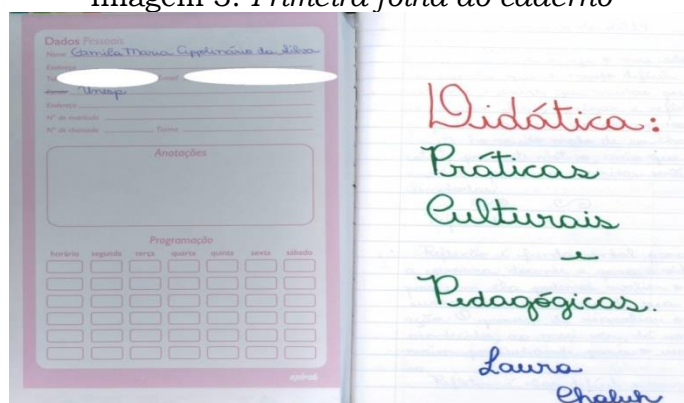 Imagem 3: Primeira folha do caderno
Dados Pessoais
Nome Camila Maria Appolinário da Silva
Endereço
Tel. Email
Unesp
Endereço
Nº de matrícula
Nº de chamada Turma
Anotações
Programação
horário segunda terça quarta quinta sexta sábado
spiral
Didática:
Práticas
Culturais
e
Pedagógicas.
Laura
Chaluh